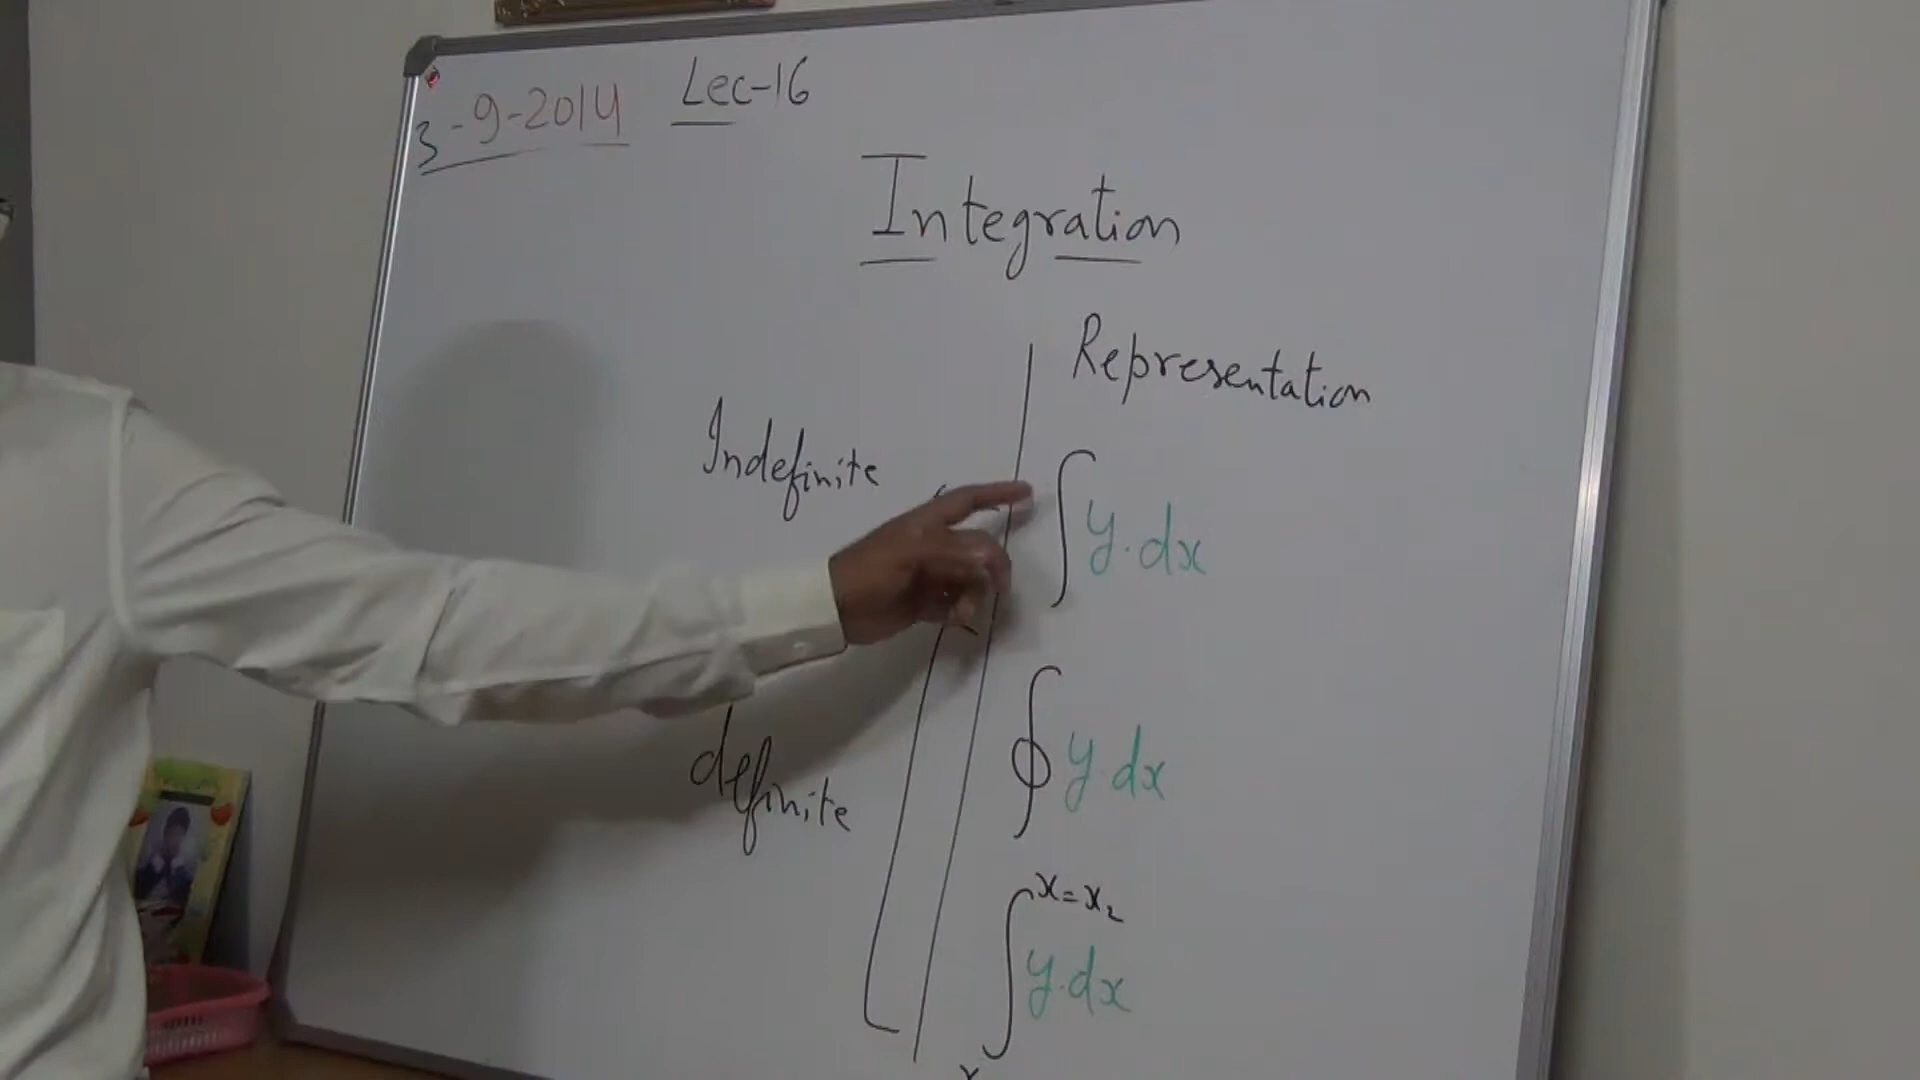 3-9-2014 Lec-16
Integration
Representation
Indefinite ∫ y.dx
definite ∮ y.dx
x=x₂
∫ y.dx
x